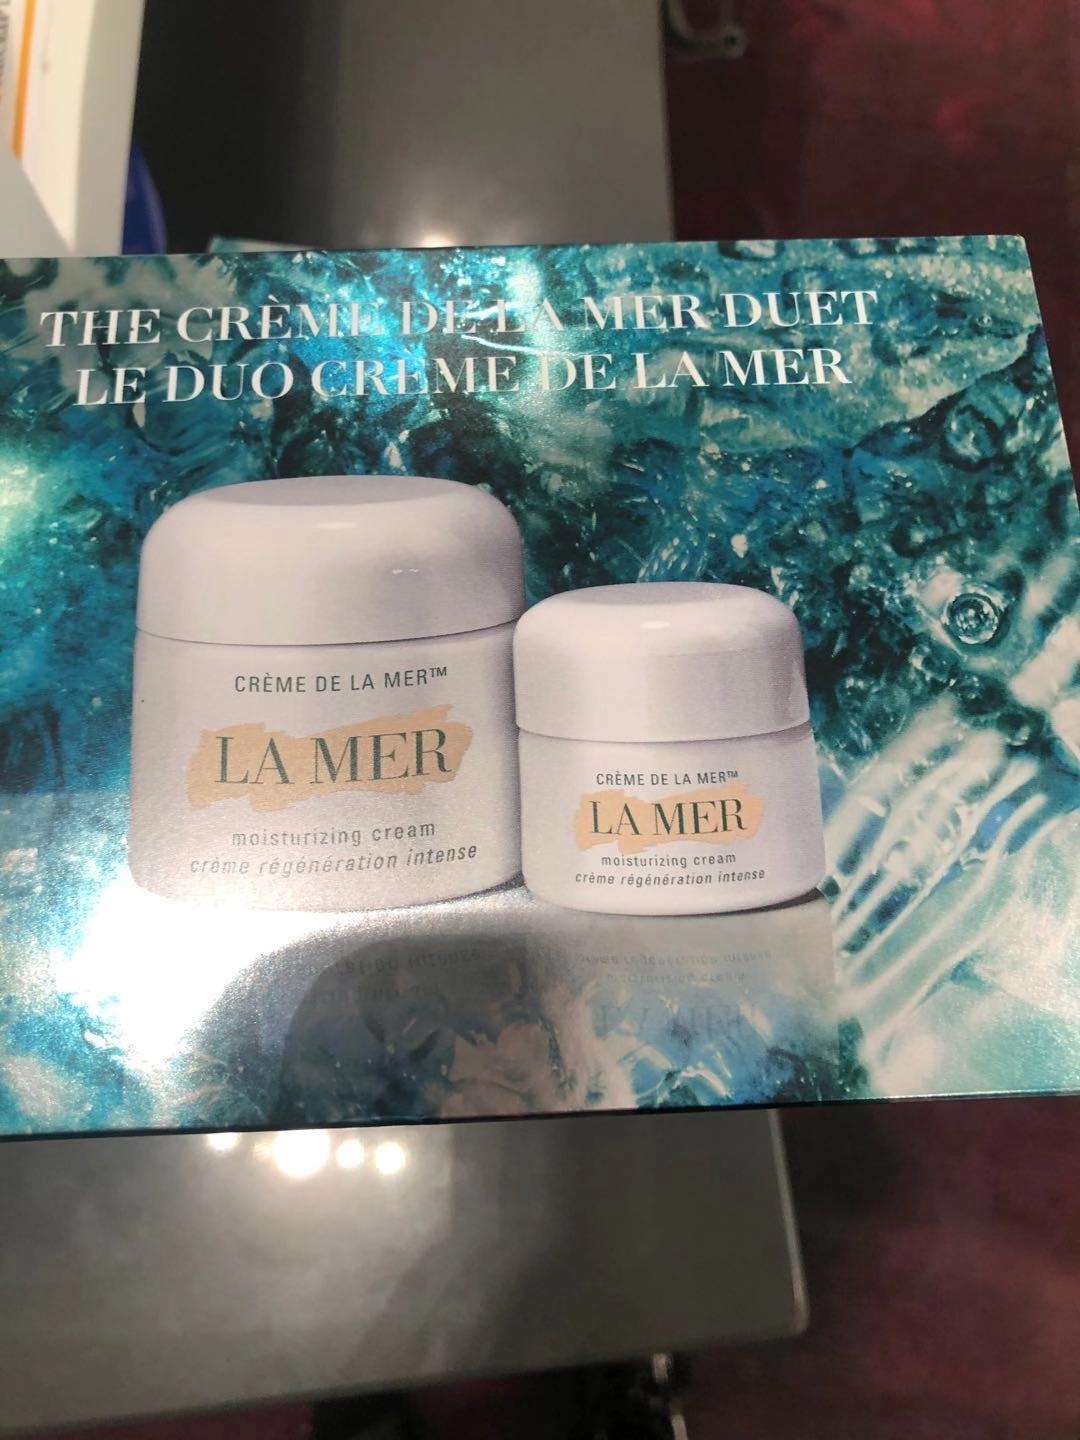 THE CRÈME DE LA MER DUET
LE DUO CRÈME DE LA MER
CRÈME DE LA MER™
LA MER
moisturizing cream
crème régénération intense
CRÈME DE LA MER™
LA MER
moisturizing cream
crème régénération intense